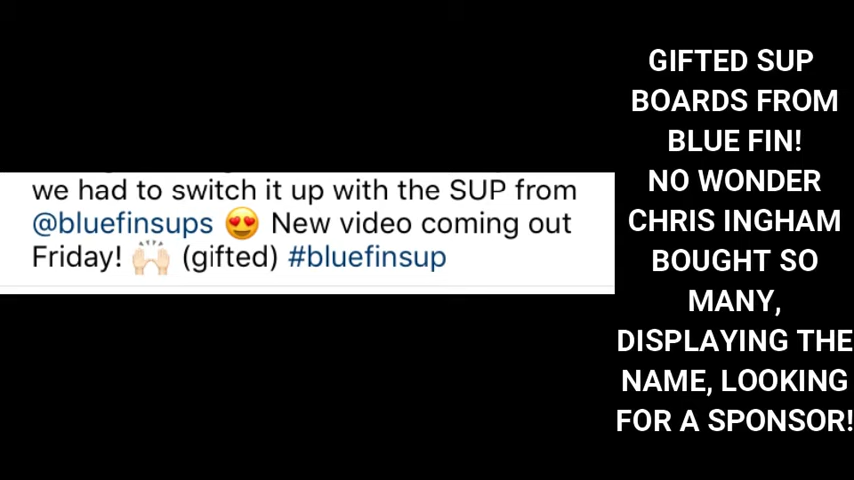 we had to switch it up with the SUP from
@bluefinsups 😍 New video coming out
Friday! 🙌🏻 (gifted) #bluefinsup
GIFTED SUP
BOARDS FROM
BLUE FIN!
NO WONDER
CHRIS INGHAM
BOUGHT SO
MANY,
DISPLAYING THE
NAME, LOOKING
FOR A SPONSOR!